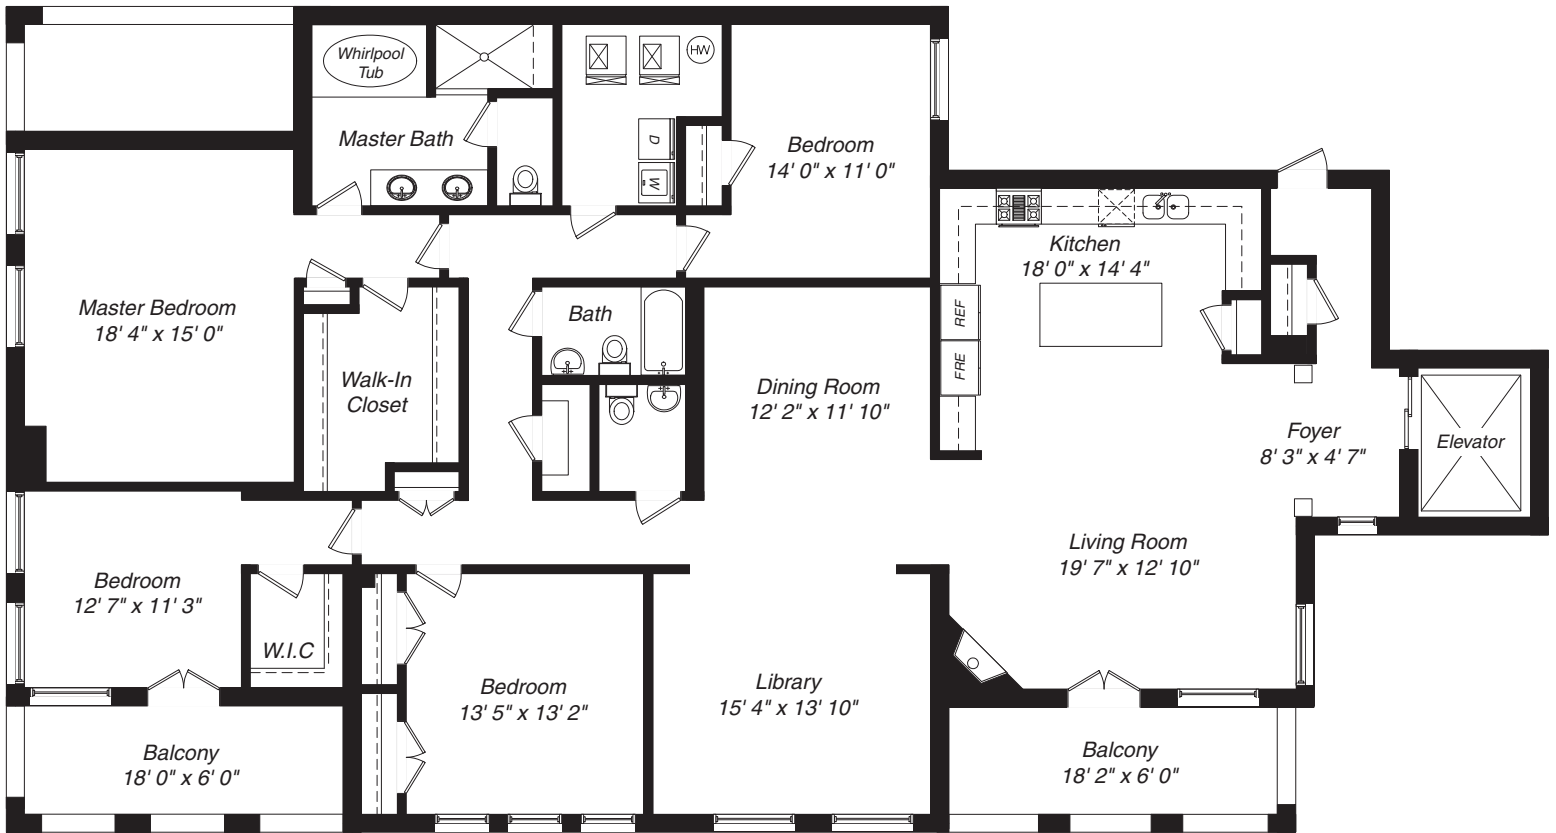 Whirlpool
Tub
HW
Master Bath
D
W
Bedroom
14' 0" x 11' 0"
Kitchen
18' 0" x 14' 4"
Master Bedroom
18' 4" x 15' 0"
Bath
REF
FRE
Walk-In
Closet
Dining Room
12' 2" x 11' 10"
Foyer
8' 3" x 4' 7"
Elevator
Living Room
19' 7" x 12' 10"
Bedroom
12' 7" x 11' 3"
W.I.C
Bedroom
13' 5" x 13' 2"
Library
15' 4" x 13' 10"
Balcony
18' 0" x 6' 0"
Balcony
18' 2" x 6' 0"